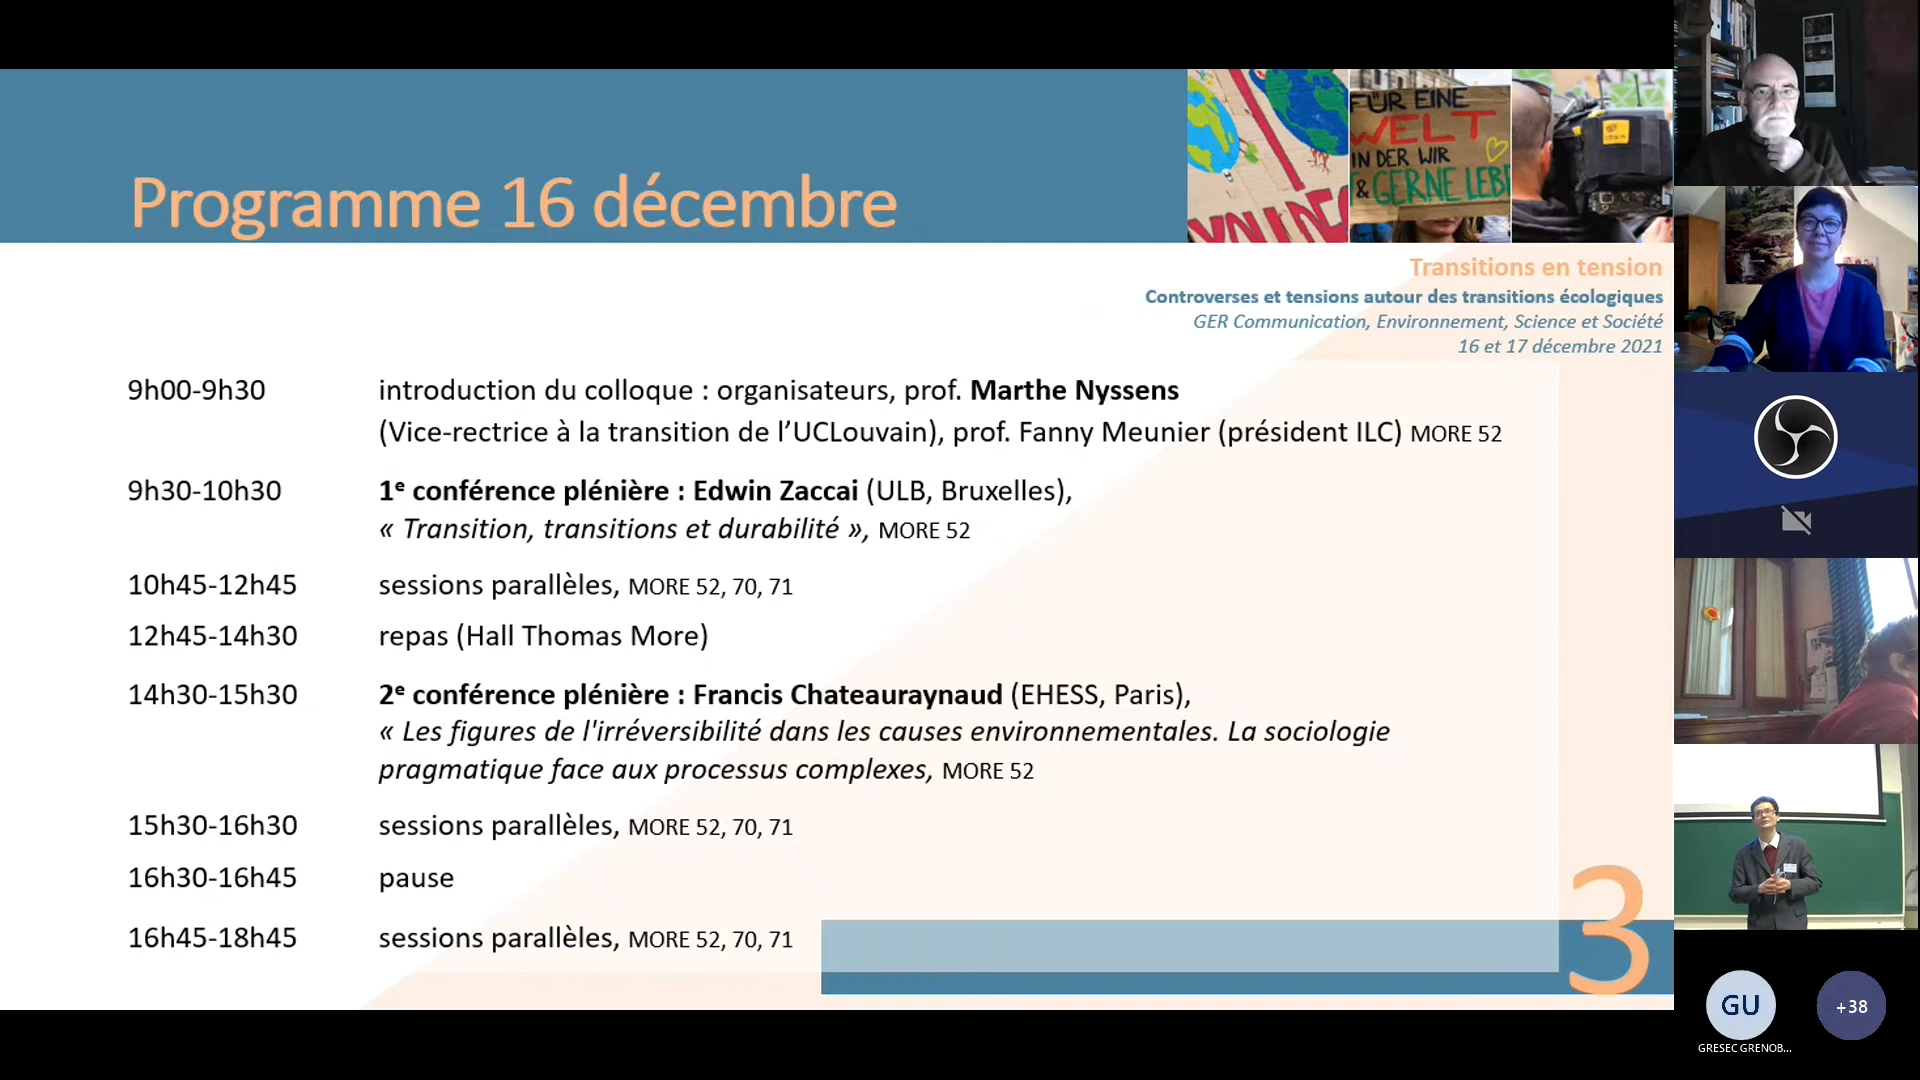 Programme 16 décembre
YOU DEC
FÜR EINE
WELT
IN DER WIR
& GERNE LEBE
Transitions en tension
Controverses et tensions autour des transitions écologiques
GER Communication, Environnement, Science et Société
16 et 17 décembre 2021
9h00-9h30 introduction du colloque : organisateurs, prof. Marthe Nyssens
(Vice-rectrice à la transition de l’UCLouvain), prof. Fanny Meunier (président ILC) MORE 52
9h30-10h30 1e conférence plénière : Edwin Zaccai (ULB, Bruxelles),
« Transition, transitions et durabilité », MORE 52
10h45-12h45 sessions parallèles, MORE 52, 70, 71
12h45-14h30 repas (Hall Thomas More)
14h30-15h30 2e conférence plénière : Francis Chateauraynaud (EHESS, Paris),
« Les figures de l'irréversibilité dans les causes environnementales. La sociologie
pragmatique face aux processus complexes, MORE 52
15h30-16h30 sessions parallèles, MORE 52, 70, 71
16h30-16h45 pause
16h45-18h45 sessions parallèles, MORE 52, 70, 71
3
GU
+38
GRESEC GRENOB...